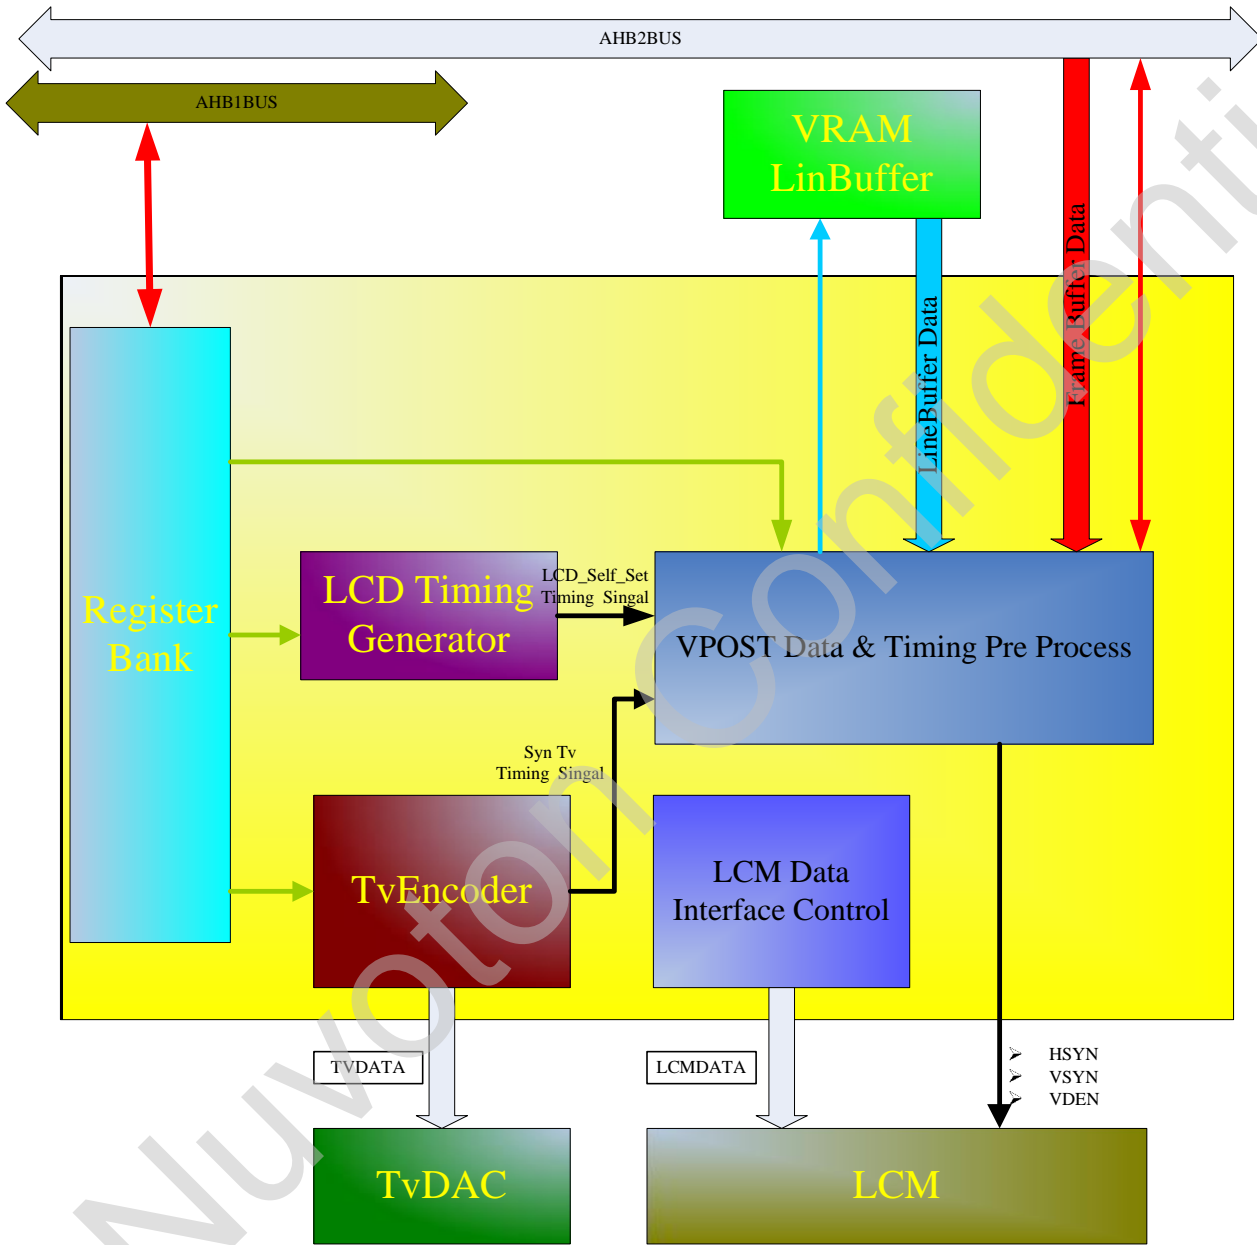 AHB2BUS
AHB1BUS
VRAM
LinBuffer
LineBuffer Data
Frame Buffer Data
Register
Bank
LCD Timing
Generator
LCD_Self_Set
Timing Singal
VPOST Data & Timing Pre Process
Syn Tv
Timing Singal
TvEncoder
LCM Data
Interface Control
TVDATA
LCMDATA
➢ HSYN
➢ VSYN
➢ VDEN
TvDAC
LCM
Nuvoton Confidenti